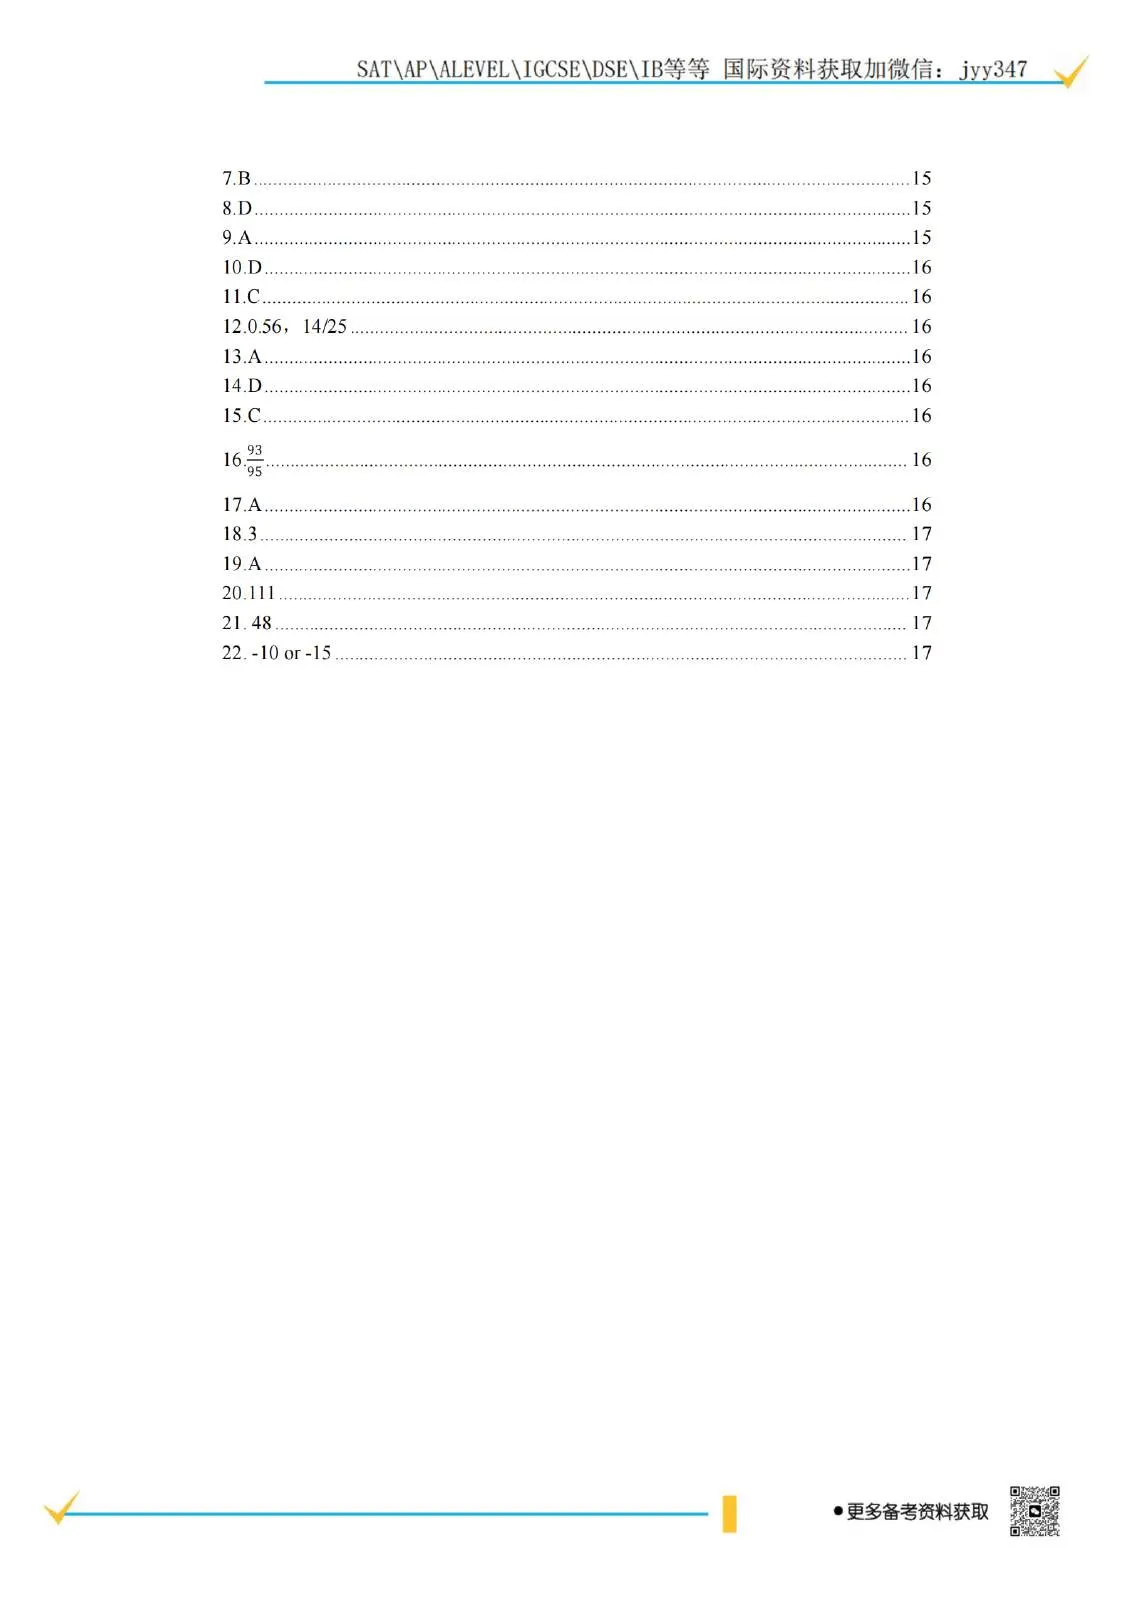 SAT\AP\ALEVEL\IGCSE\DSE\IB等等 国际资料获取加微信：jyy347
7.B........................................15
8.D........................................15
9.A........................................15
10.D........................................16
11.C........................................16
12.0.56，14/25........................................16
13.A........................................16
14.D........................................16
15.C........................................16
16.93/95........................................16
17.A........................................16
18.3........................................17
19.A........................................17
20.111........................................17
21. 48........................................17
22. -10 or -15........................................17
●更多备考资料获取